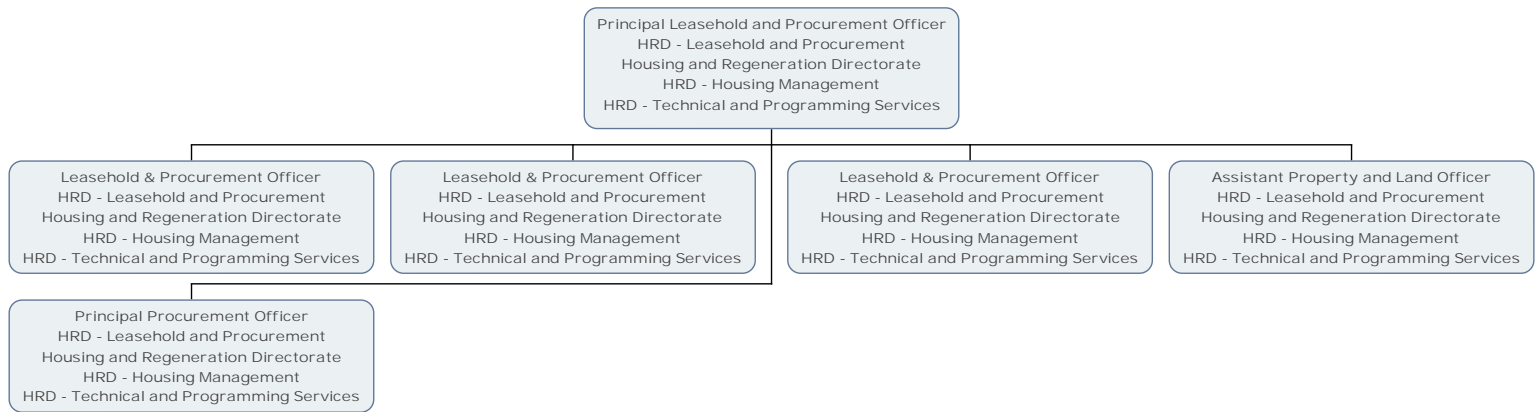 Principal Leasehold and Procurement Officer
HRD - Leasehold and Procurement
Housing and Regeneration Directorate
HRD - Housing Management
HRD - Technical and Programming Services
Leasehold & Procurement Officer
HRD - Leasehold and Procurement
Housing and Regeneration Directorate
HRD - Housing Management
HRD - Technical and Programming Services
Leasehold & Procurement Officer
HRD - Leasehold and Procurement
Housing and Regeneration Directorate
HRD - Housing Management
HRD - Technical and Programming Services
Leasehold & Procurement Officer
HRD - Leasehold and Procurement
Housing and Regeneration Directorate
HRD - Housing Management
HRD - Technical and Programming Services
Assistant Property and Land Officer
HRD - Leasehold and Procurement
Housing and Regeneration Directorate
HRD - Housing Management
HRD - Technical and Programming Services
Principal Procurement Officer
HRD - Leasehold and Procurement
Housing and Regeneration Directorate
HRD - Housing Management
HRD - Technical and Programming Services